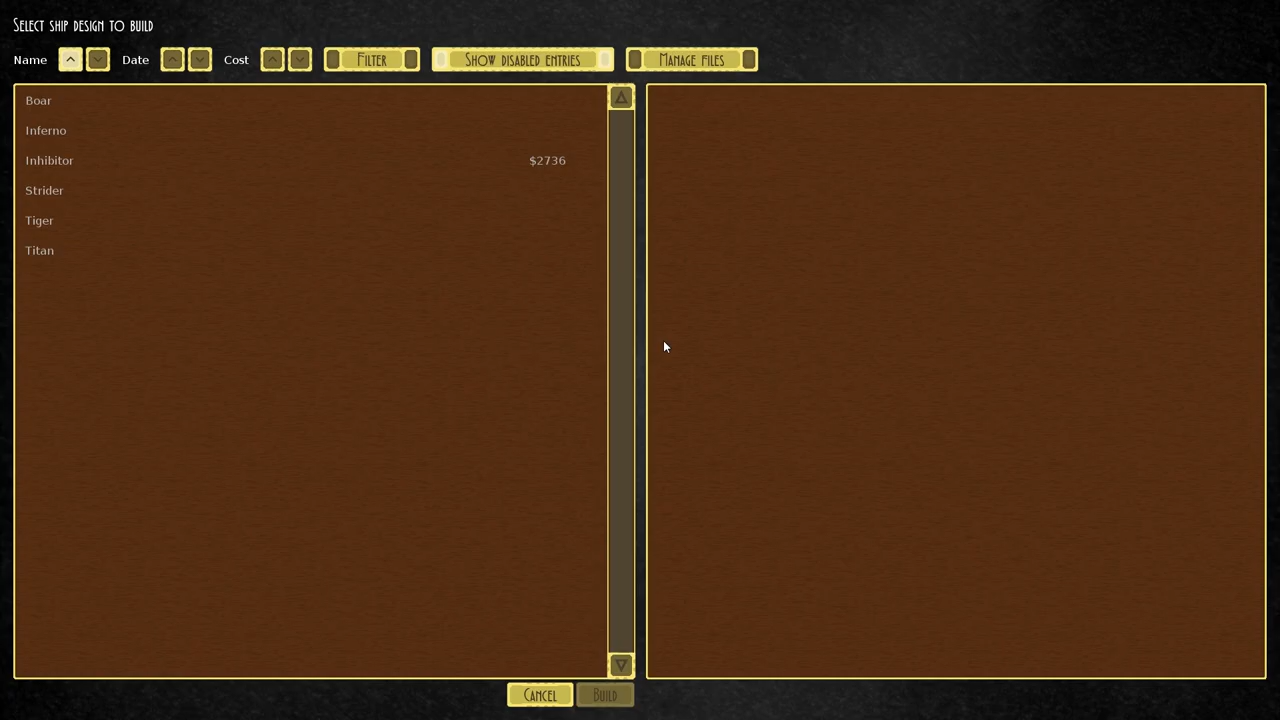 Select ship design to build
Name Date Cost Filter Show disabled entries Manage files
Boar
Inferno
Inhibitor $2736
Strider
Tiger
Titan
Cancel Build